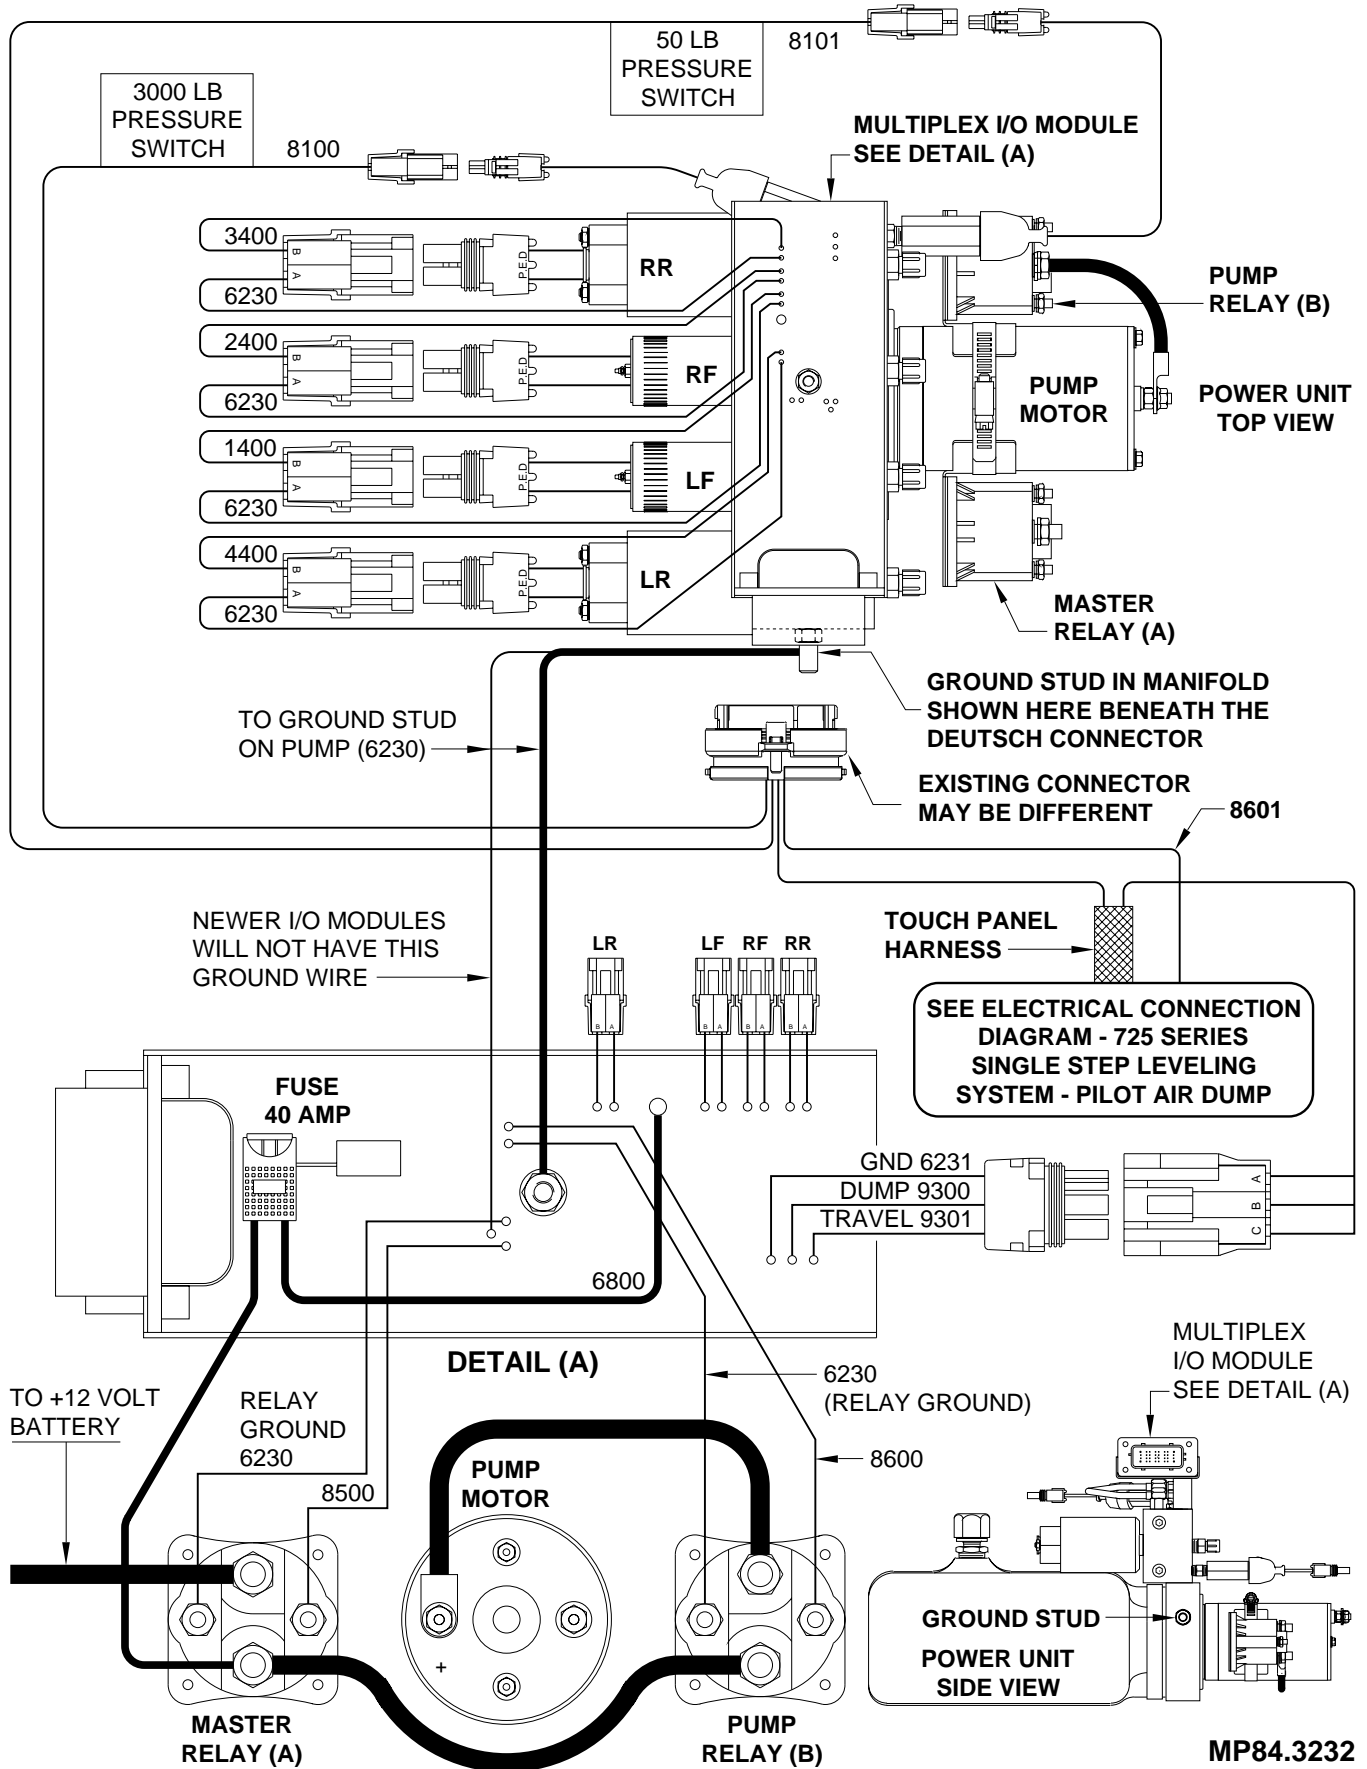 50 LB
PRESSURE
SWITCH
8101
3000 LB
PRESSURE
SWITCH
8100
MULTIPLEX I/O MODULE
SEE DETAIL (A)
3400
B
A
6230
P.E.D
RR
PUMP
RELAY (B)
2400
B
A
6230
P.E.D
RF
PUMP
MOTOR
POWER UNIT
TOP VIEW
1400
B
A
6230
P.E.D
LF
4400
B
A
6230
P.E.D
LR
MASTER
RELAY (A)
GROUND STUD IN MANIFOLD
SHOWN HERE BENEATH THE
DEUTSCH CONNECTOR
TO GROUND STUD
ON PUMP (6230)
EXISTING CONNECTOR
MAY BE DIFFERENT
8601
NEWER I/O MODULES
WILL NOT HAVE THIS
GROUND WIRE
LR
LF
RF
RR
B A
B A
B A
B A
TOUCH PANEL
HARNESS
SEE ELECTRICAL CONNECTION
DIAGRAM - 725 SERIES
SINGLE STEP LEVELING
SYSTEM - PILOT AIR DUMP
FUSE
40 AMP
GND 6231
DUMP 9300
TRAVEL 9301
A
B
C
6800
DETAIL (A)
MULTIPLEX
I/O MODULE
SEE DETAIL (A)
TO +12 VOLT
BATTERY
RELAY
GROUND
6230
8500
6230
(RELAY GROUND)
8600
PUMP
MOTOR
+
GROUND STUD
POWER UNIT
SIDE VIEW
MASTER
RELAY (A)
PUMP
RELAY (B)
MP84.3232